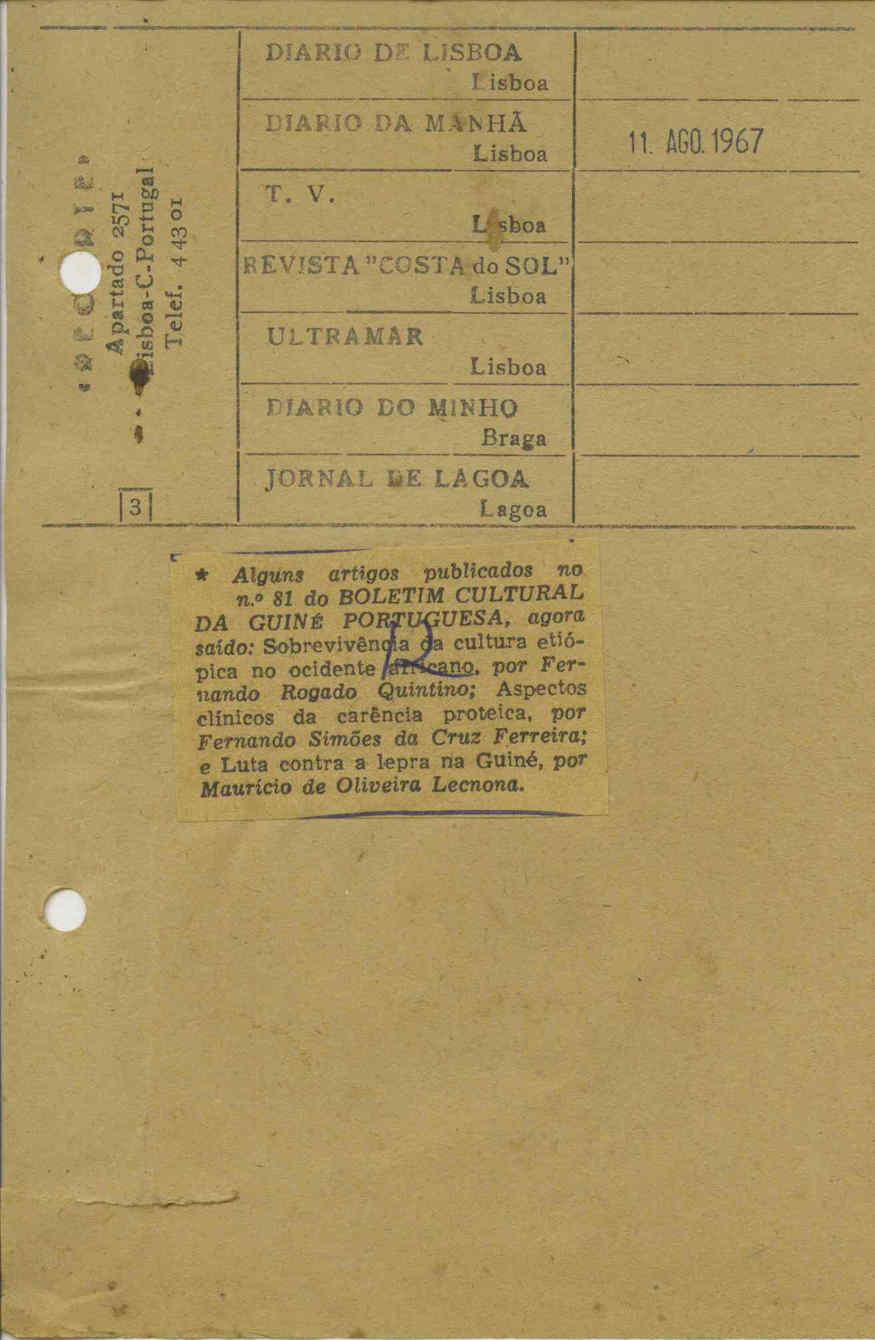 «RECORTE»
Apartado 2571
Lisboa-C-Portugal
Telef. 4 43 01
3
DIARIO DE LISBOA
Lisboa
DIARIO DA MANHÃ
Lisboa
11. AGO. 1967
T. V.
Lisboa
REVISTA "COSTA do SOL"
Lisboa
ULTRAMAR
Lisboa
DIARIO DO MINHO
Braga
JORNAL DE LAGOA
Lagoa
* Alguns artigos publicados no
n.º 81 do BOLETIM CULTURAL
DA GUINÉ PORTUGUESA, agora
saído: Sobrevivência da cultura etió-
pica no ocidente africano, por Fer-
nando Rogado Quintino; Aspectos
clínicos da carência proteica, por
Fernando Simões da Cruz Ferreira;
e Luta contra a lepra na Guiné, por
Maurício de Oliveira Lecnona.